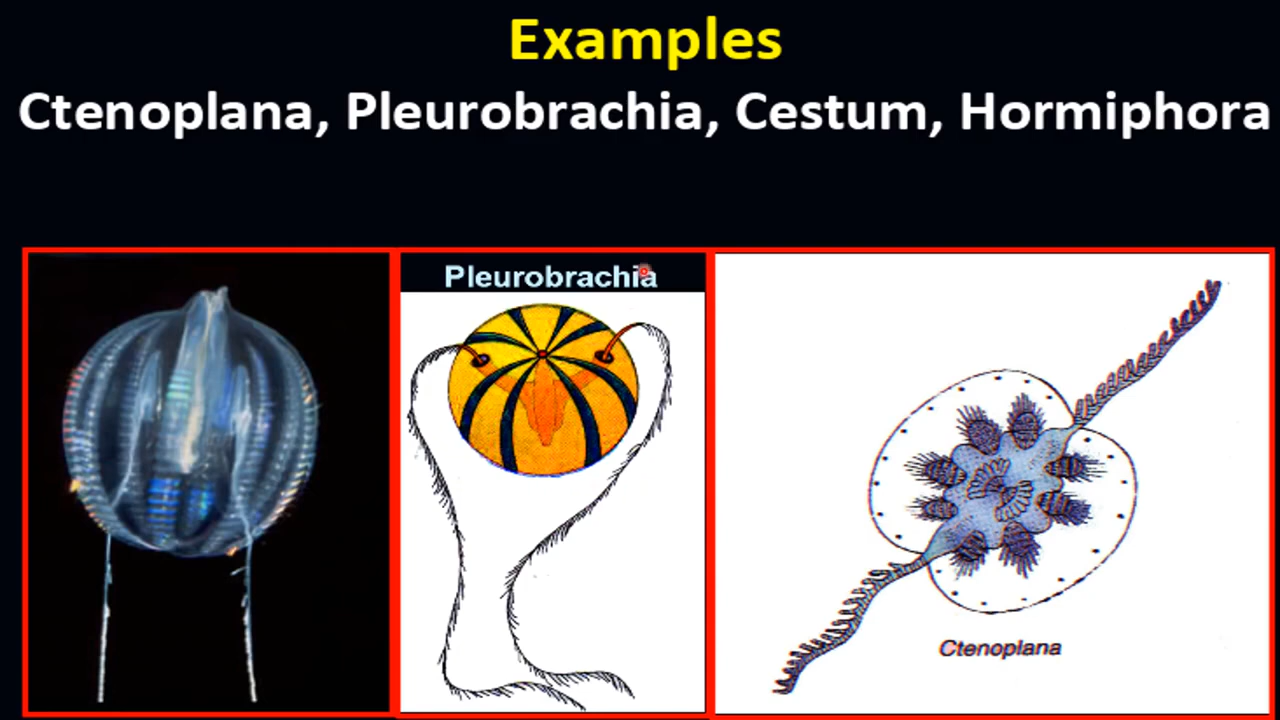 Examples
Ctenoplana, Pleurobrachia, Cestum, Hormiphora
Pleurobrachia
Ctenoplana